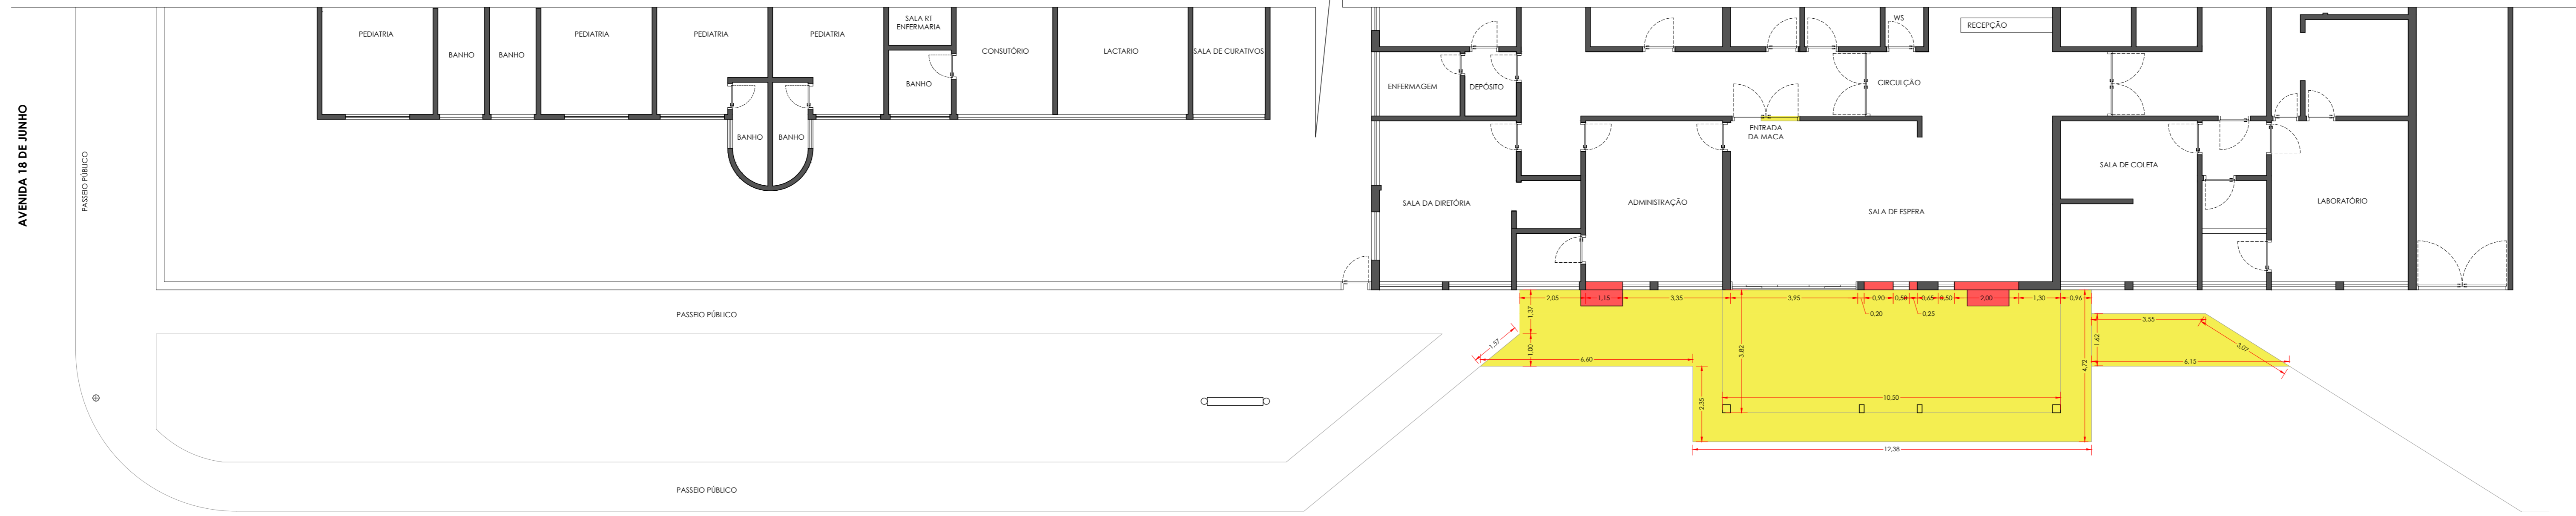 AVENIDA 18 DE JUNHO
PASSEIO PÚBLICO
PEDIATRIA
BANHO
BANHO
PEDIATRIA
PEDIATRIA
PEDIATRIA
BANHO
BANHO
SALA RT
ENFERMARIA
BANHO
CONSUTÓRIO
LACTARIO
SALA DE CURATIVOS
ENFERMAGEM
DEPÓSITO
WS
RECEPÇÃO
CIRCULÇÃO
ENTRADA
DA MACA
SALA DA DIRETÓRIA
ADMINISTRAÇÃO
SALA DE ESPERA
SALA DE COLETA
LABORATÓRIO
PASSEIO PÚBLICO
PASSEIO PÚBLICO
2,05
1,15
3,35
3,95
0,90
0,50
0,65
0,50
2,00
1,30
0,96
0,20
0,25
1,37
1,00
1,57
6,60
2,35
3,82
10,50
12,38
4,72
1,62
3,55
3,07
6,15